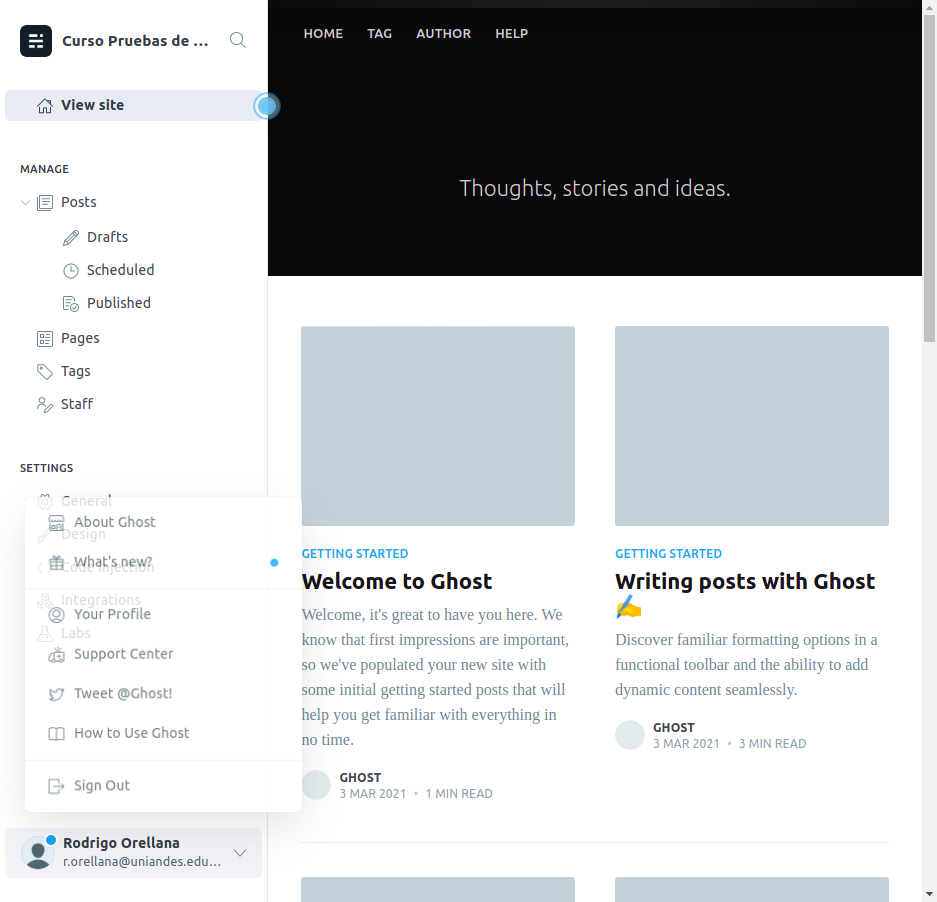 Curso Pruebas de ...
View site
MANAGE
Posts
Drafts
Scheduled
Published
Pages
Tags
Staff
SETTINGS
General
Design
Code injection
Integrations
Labs
About Ghost
What's new?
Your Profile
Support Center
Tweet @Ghost!
How to Use Ghost
Sign Out
Rodrigo Orellana
r.orellana@uniandes.edu...
HOME TAG AUTHOR HELP
Thoughts, stories and ideas.
GETTING STARTED
Welcome to Ghost
Welcome, it's great to have you here. We
know that first impressions are important,
so we've populated your new site with
some initial getting started posts that will
help you get familiar with everything in
no time.
GHOST
3 MAR 2021 • 1 MIN READ
GETTING STARTED
Writing posts with Ghost
✍️
Discover familiar formatting options in a
functional toolbar and the ability to add
dynamic content seamlessly.
GHOST
3 MAR 2021 • 3 MIN READ